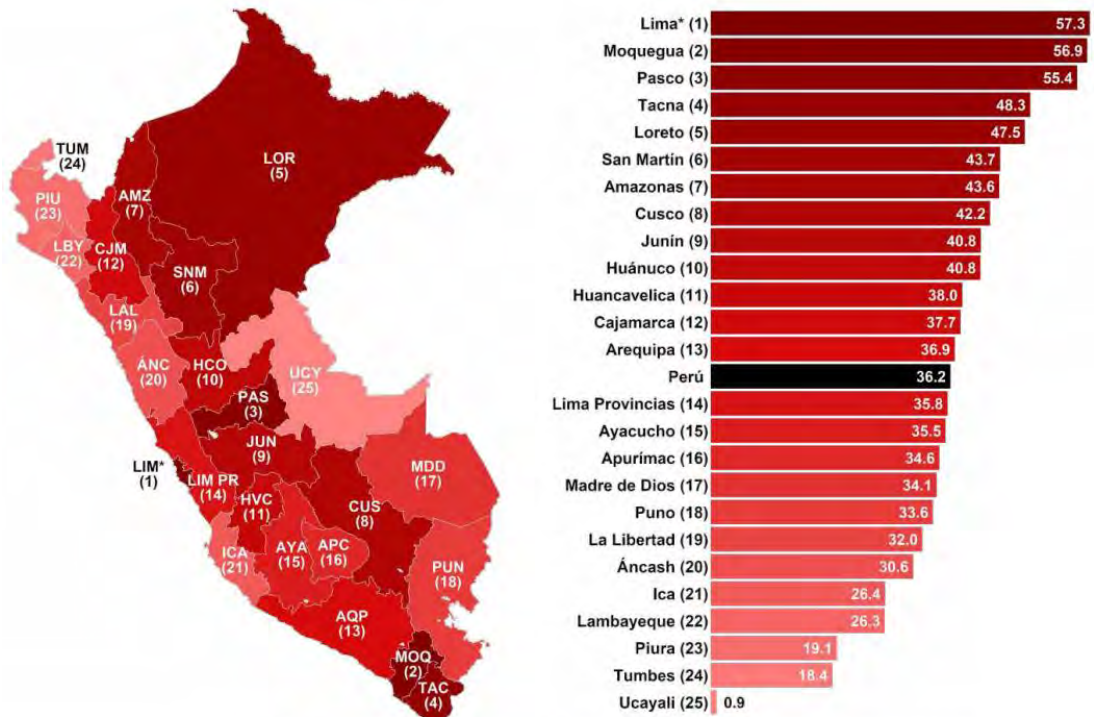 LOR
(5)
TUM
(24)
PIU
(23)
AMZ
(7)
LBY
(22)
CJM
(12)
SNM
(6)
LAL
(19)
ÁNC
(20)
HCO
(10)
UCY
(25)
PAS
(3)
JUN
(9)
LIM*
(1)
LIM PR
(14)
MDD
(17)
HVC
(11)
CUS
(8)
ICA
(21)
AYA
(15)
APC
(16)
PUN
(18)
AQP
(13)
MOQ
(2)
TAC
(4)
Lima* (1) 57.3
Moquegua (2) 56.9
Pasco (3) 55.4
Tacna (4) 48.3
Loreto (5) 47.5
San Martín (6) 43.7
Amazonas (7) 43.6
Cusco (8) 42.2
Junín (9) 40.8
Huánuco (10) 40.8
Huancavelica (11) 38.0
Cajamarca (12) 37.7
Arequipa (13) 36.9
Perú 36.2
Lima Provincias (14) 35.8
Ayacucho (15) 35.5
Apurímac (16) 34.6
Madre de Dios (17) 34.1
Puno (18) 33.6
La Libertad (19) 32.0
Áncash (20) 30.6
Ica (21) 26.4
Lambayeque (22) 26.3
Piura (23) 19.1
Tumbes (24) 18.4
Ucayali (25) 0.9